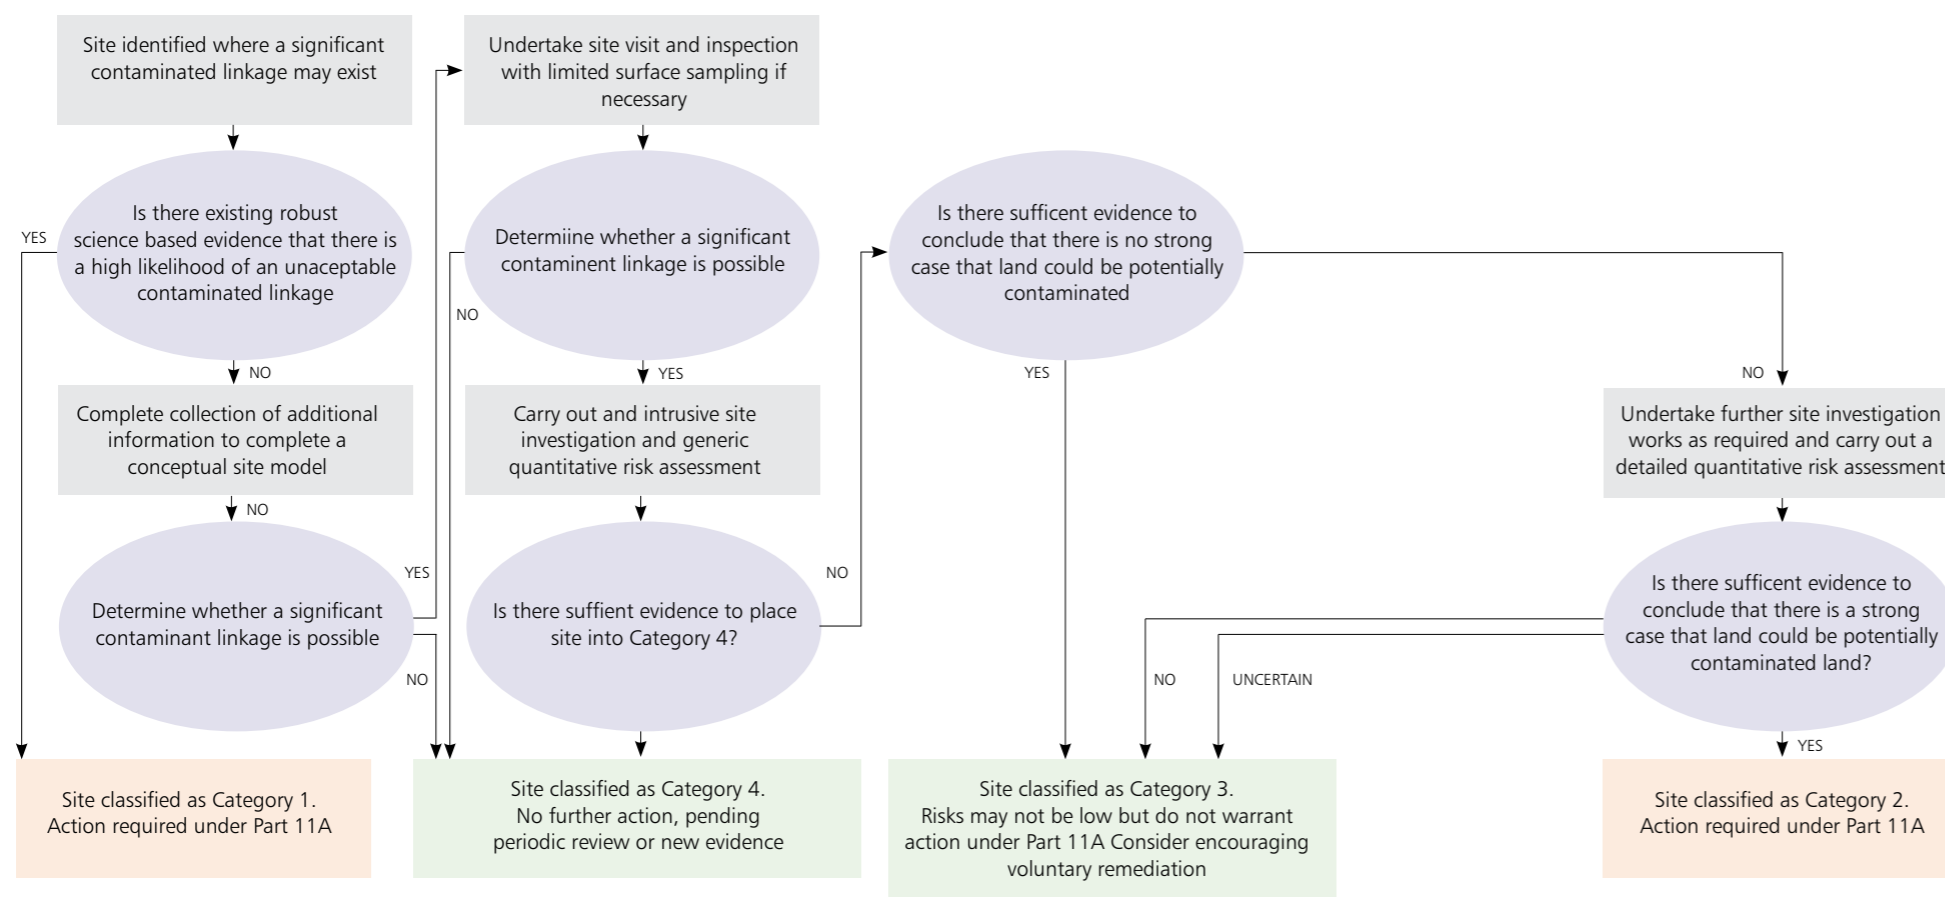 Site identified where a significant
contaminated linkage may exist
YES
Is there existing robust
science based evidence that there is
a high likelihood of an unaceptable
contaminated linkage
NO
Complete collection of additional
information to complete a
conceptual site model
NO
Determine whether a significant
contaminant linkage is possible
YES
NO
Site classified as Category 1.
Action required under Part 11A
Undertake site visit and inspection
with limited surface sampling if
necessary
Determiine whether a significant
contaminent linkage is possible
NO
YES
Carry out and intrusive site
investigation and generic
quantitative risk assessment
Is there suffient evidence to place
site into Category 4?
NO
Site classified as Category 4.
No further action, pending
periodic review or new evidence
Is there sufficent evidence to
conclude that there is no strong
case that land could be potentially
contaminated
YES
NO
Undertake further site investigation
works as required and carry out a
detailed quantitative risk assessment
Is there sufficent evidence to
conclude that there is a strong
case that land could be potentially
contaminated land?
NO
UNCERTAIN
YES
Site classified as Category 3.
Risks may not be low but do not warrant
action under Part 11A Consider encouraging
voluntary remediation
Site classified as Category 2.
Action required under Part 11A